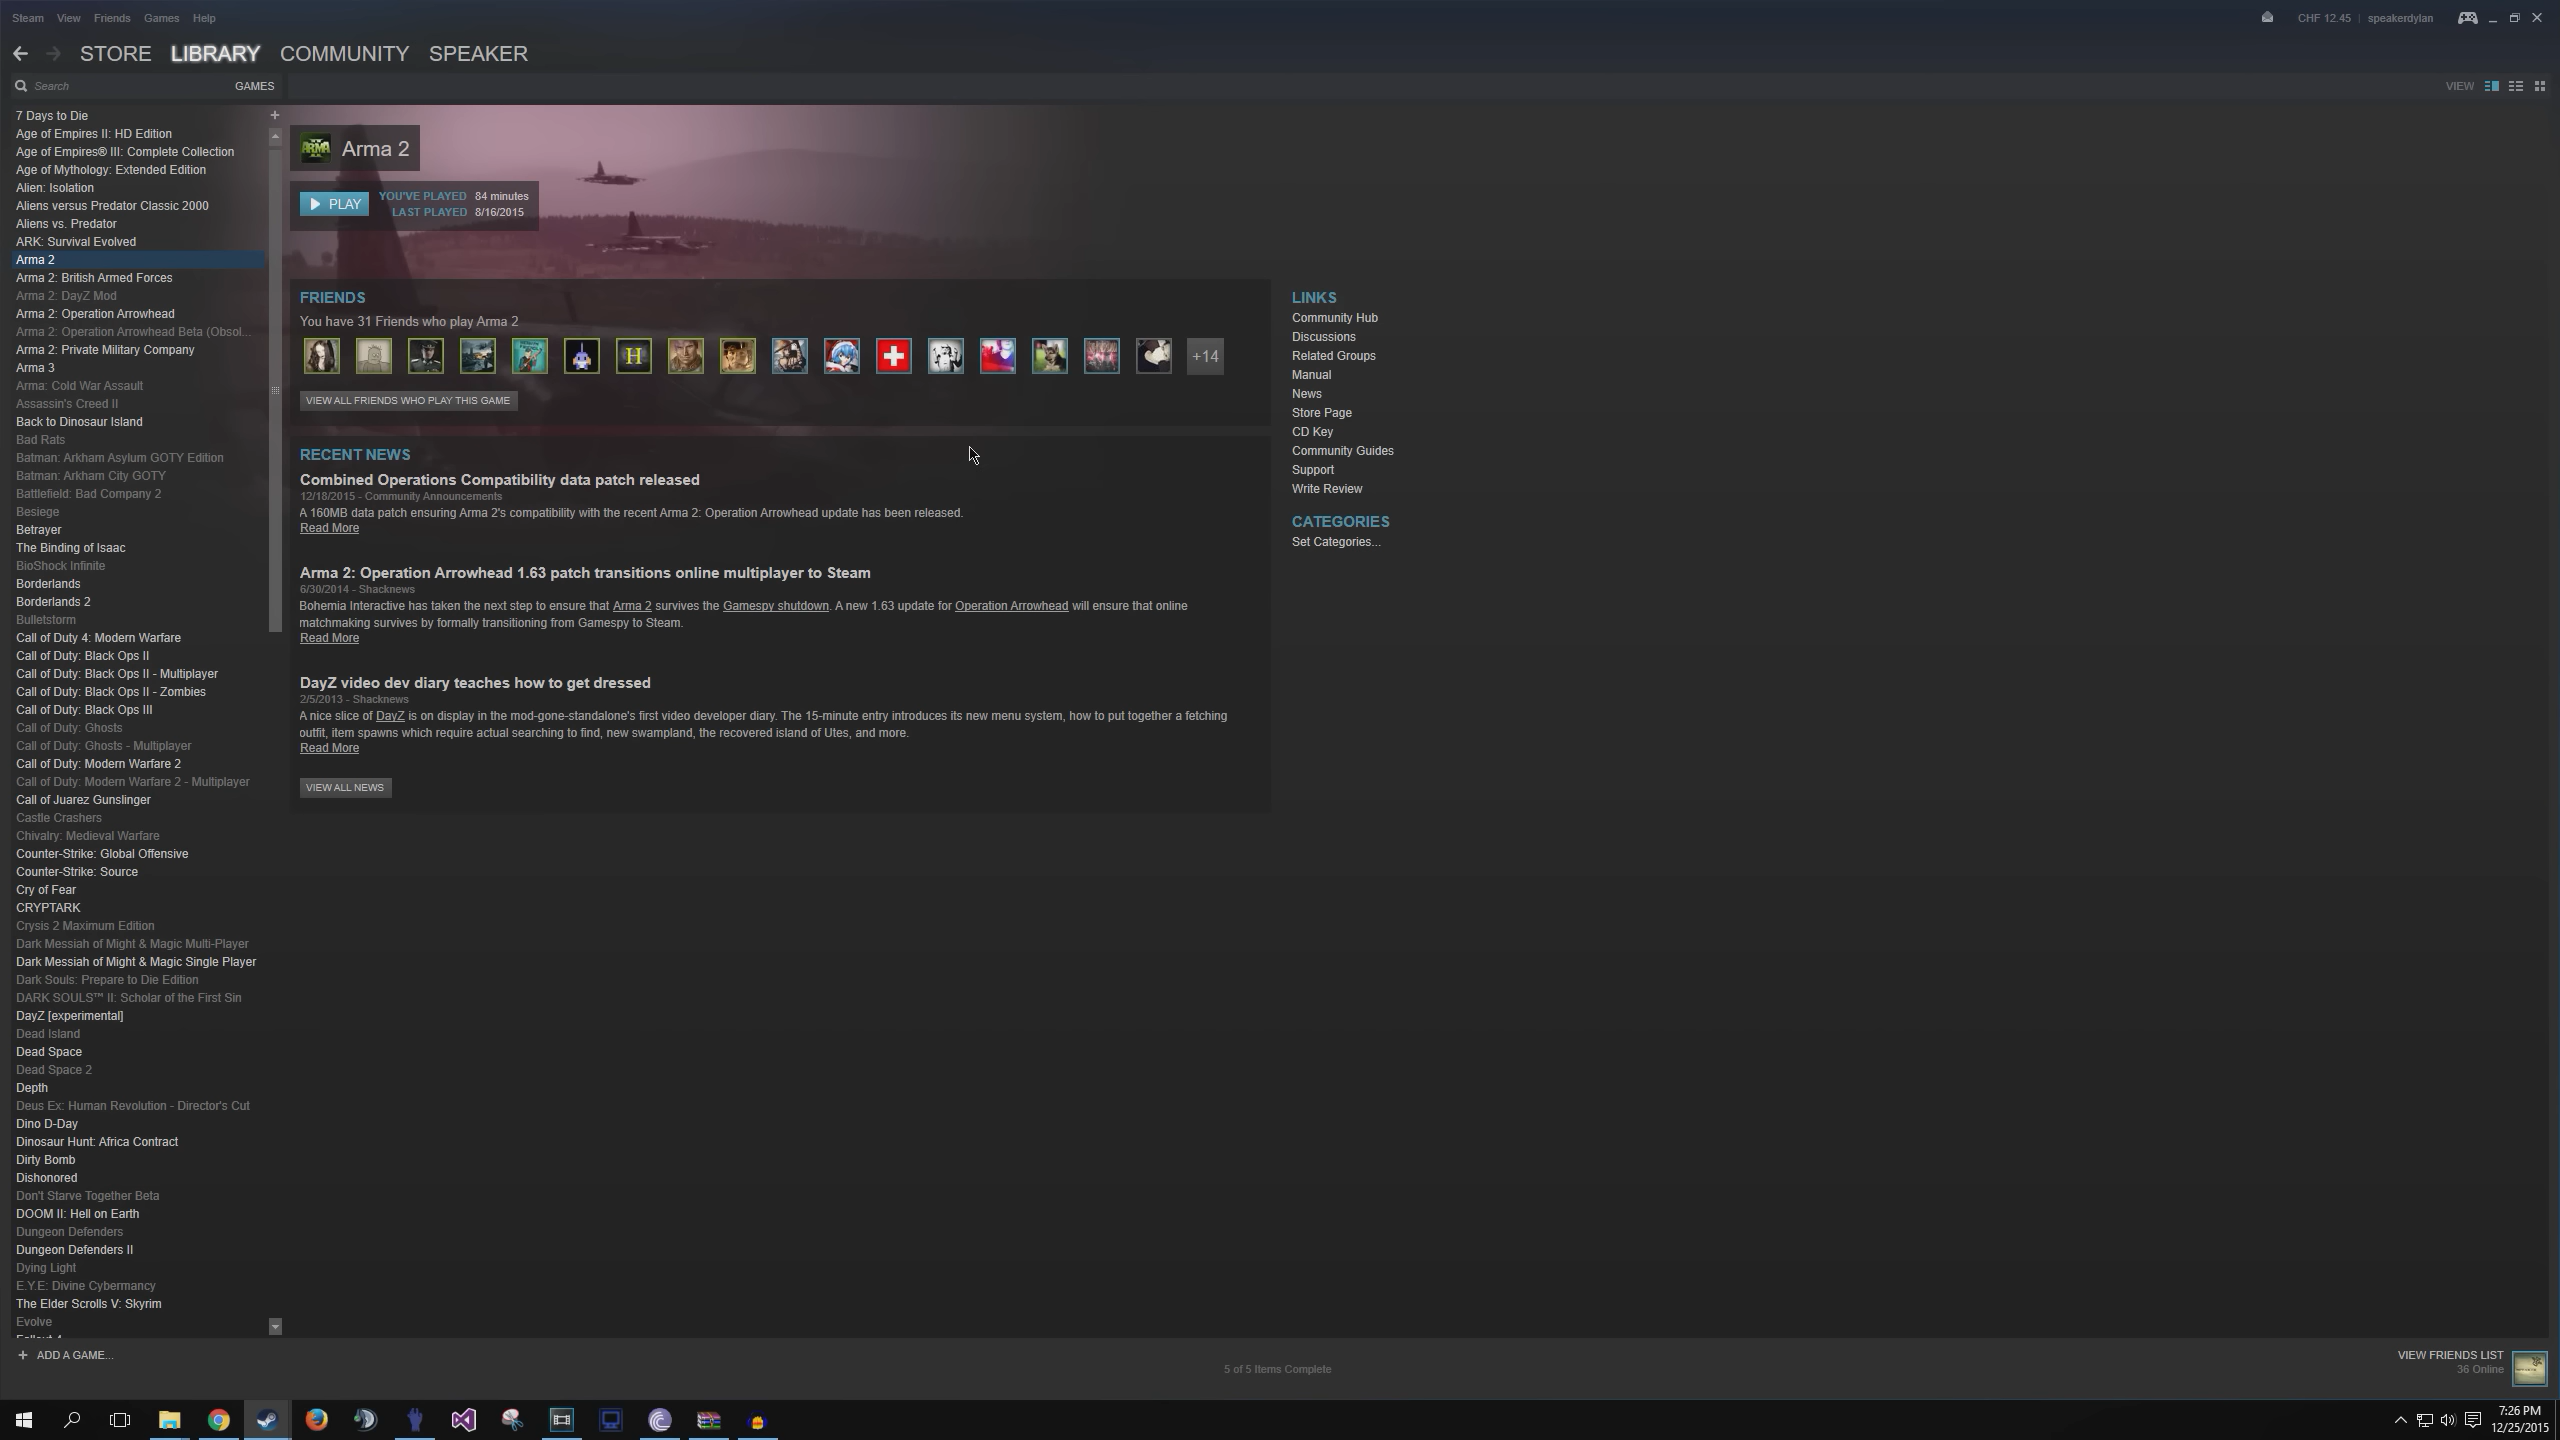 Steam View Friends Games Help
CHF 12.45 | speakerdylan
STORE LIBRARY COMMUNITY SPEAKER
Search GAMES
VIEW
7 Days to Die
Age of Empires II: HD Edition
Age of Empires® III: Complete Collection
Age of Mythology: Extended Edition
Alien: Isolation
Aliens versus Predator Classic 2000
Aliens vs. Predator
ARK: Survival Evolved
Arma 2
Arma 2: British Armed Forces
Arma 2: DayZ Mod
Arma 2: Operation Arrowhead
Arma 2: Operation Arrowhead Beta (Obsol...
Arma 2: Private Military Company
Arma 3
Arma: Cold War Assault
Assassin's Creed II
Back to Dinosaur Island
Bad Rats
Batman: Arkham Asylum GOTY Edition
Batman: Arkham City GOTY
Battlefield: Bad Company 2
Besiege
Betrayer
The Binding of Isaac
BioShock Infinite
Borderlands
Borderlands 2
Bulletstorm
Call of Duty 4: Modern Warfare
Call of Duty: Black Ops II
Call of Duty: Black Ops II - Multiplayer
Call of Duty: Black Ops II - Zombies
Call of Duty: Black Ops III
Call of Duty: Ghosts
Call of Duty: Ghosts - Multiplayer
Call of Duty: Modern Warfare 2
Call of Duty: Modern Warfare 2 - Multiplayer
Call of Juarez Gunslinger
Castle Crashers
Chivalry: Medieval Warfare
Counter-Strike: Global Offensive
Counter-Strike: Source
Cry of Fear
CRYPTARK
Crysis 2 Maximum Edition
Dark Messiah of Might & Magic Multi-Player
Dark Messiah of Might & Magic Single Player
Dark Souls: Prepare to Die Edition
DARK SOULS™ II: Scholar of the First Sin
DayZ [experimental]
Dead Island
Dead Space
Dead Space 2
Depth
Deus Ex: Human Revolution - Director's Cut
Dino D-Day
Dinosaur Hunt: Africa Contract
Dirty Bomb
Dishonored
Don't Starve Together Beta
DOOM II: Hell on Earth
Dungeon Defenders
Dungeon Defenders II
Dying Light
E.Y.E: Divine Cybermancy
The Elder Scrolls V: Skyrim
Evolve
+ ADD A GAME...
ARMA II
Arma 2
PLAY
YOU'VE PLAYED 84 minutes
LAST PLAYED 8/16/2015
FRIENDS
You have 31 Friends who play Arma 2
H
+14
VIEW ALL FRIENDS WHO PLAY THIS GAME
RECENT NEWS
Combined Operations Compatibility data patch released
12/18/2015 - Community Announcements
A 160MB data patch ensuring Arma 2's compatibility with the recent Arma 2: Operation Arrowhead update has been released.
Read More
Arma 2: Operation Arrowhead 1.63 patch transitions online multiplayer to Steam
6/30/2014 - Shacknews
Bohemia Interactive has taken the next step to ensure that Arma 2 survives the Gamespy shutdown. A new 1.63 update for Operation Arrowhead will ensure that online
matchmaking survives by formally transitioning from Gamespy to Steam.
Read More
DayZ video dev diary teaches how to get dressed
2/5/2013 - Shacknews
A nice slice of DayZ is on display in the mod-gone-standalone's first video developer diary. The 15-minute entry introduces its new menu system, how to put together a fetching
outfit, item spawns which require actual searching to find, new swampland, the recovered island of Utes, and more.
Read More
VIEW ALL NEWS
LINKS
Community Hub
Discussions
Related Groups
Manual
News
Store Page
CD Key
Community Guides
Support
Write Review
CATEGORIES
Set Categories...
5 of 5 Items Complete
VIEW FRIENDS LIST
36 Online
7:26 PM
12/25/2015